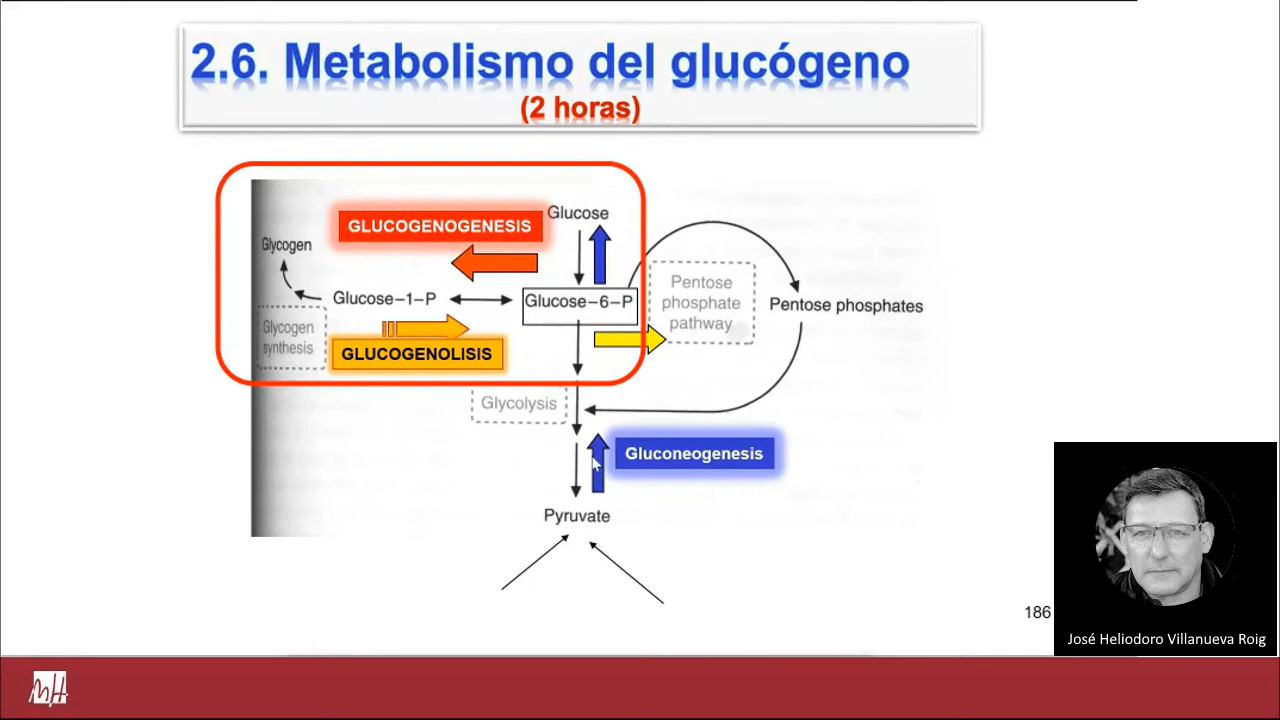 2.6. Metabolismo del glucógeno
(2 horas)
GLUCOGENOGENESIS
Glucose
Glycogen
Glucose-1-P
Glucose-6-P
Pentose
phosphate
pathway
Pentose phosphates
Glycogen
synthesis
GLUCOGENOLISIS
Glycolysis
Gluconeogenesis
Pyruvate
186
José Heliodoro Villanueva Roig
MH